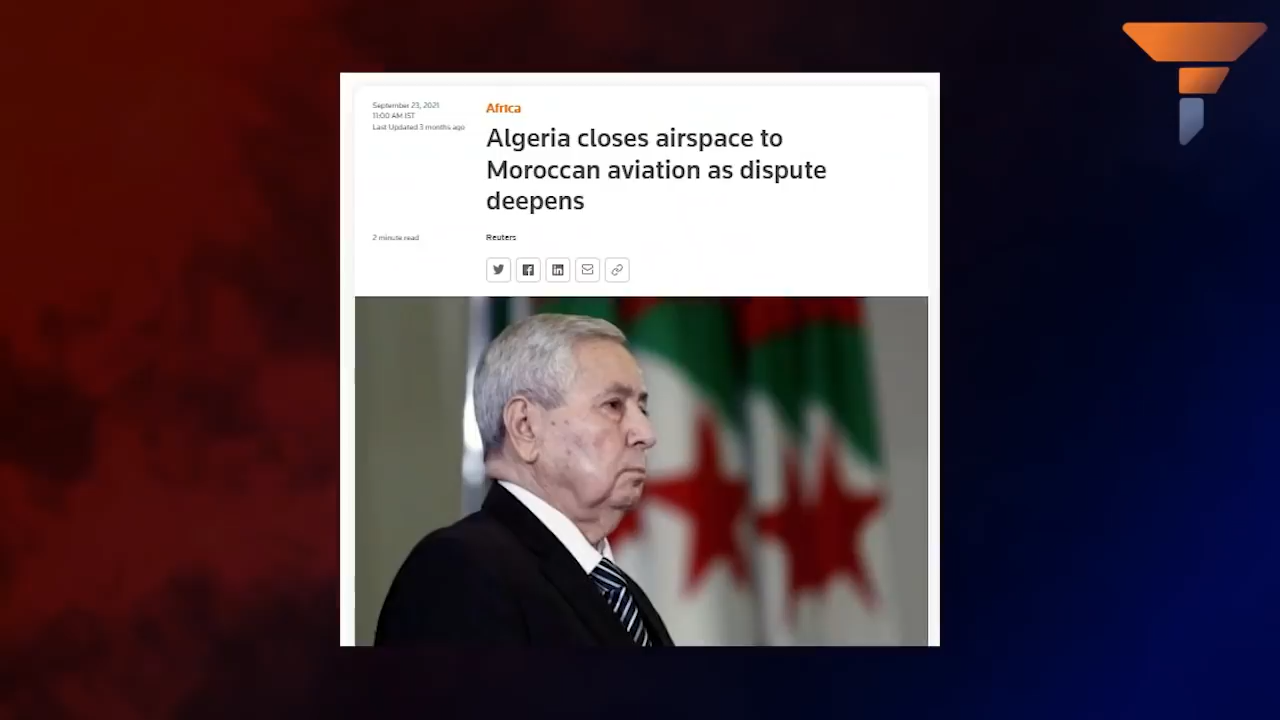 September 23, 2021
11:00 AM IST
Last Updated 3 months ago
Africa
Algeria closes airspace to
Moroccan aviation as dispute
deepens
2 minute read
Reuters